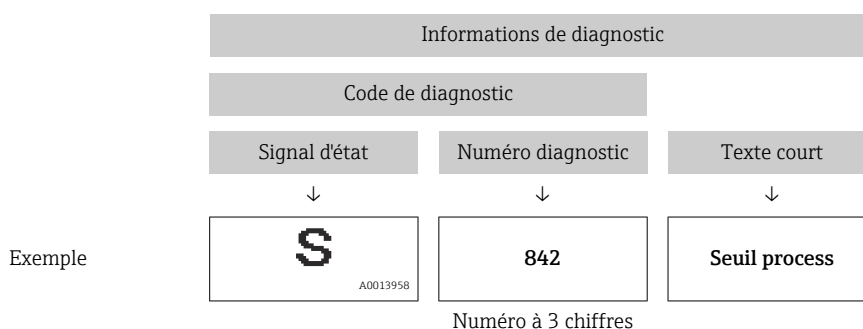 Informations de diagnostic
Code de diagnostic
Signal d'état Numéro diagnostic Texte court
↓ ↓ ↓
Exemple S 842 Seuil process
A0013958
Numéro à 3 chiffres